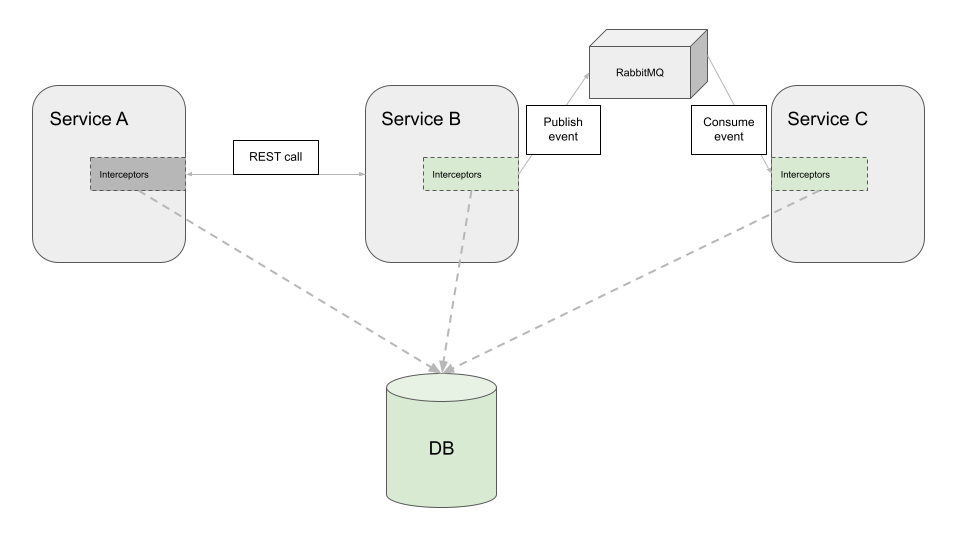 RabbitMQ
Service A
Service B
Service C
Publish
event
Consume
event
REST call
Interceptors
Interceptors
Interceptors
DB